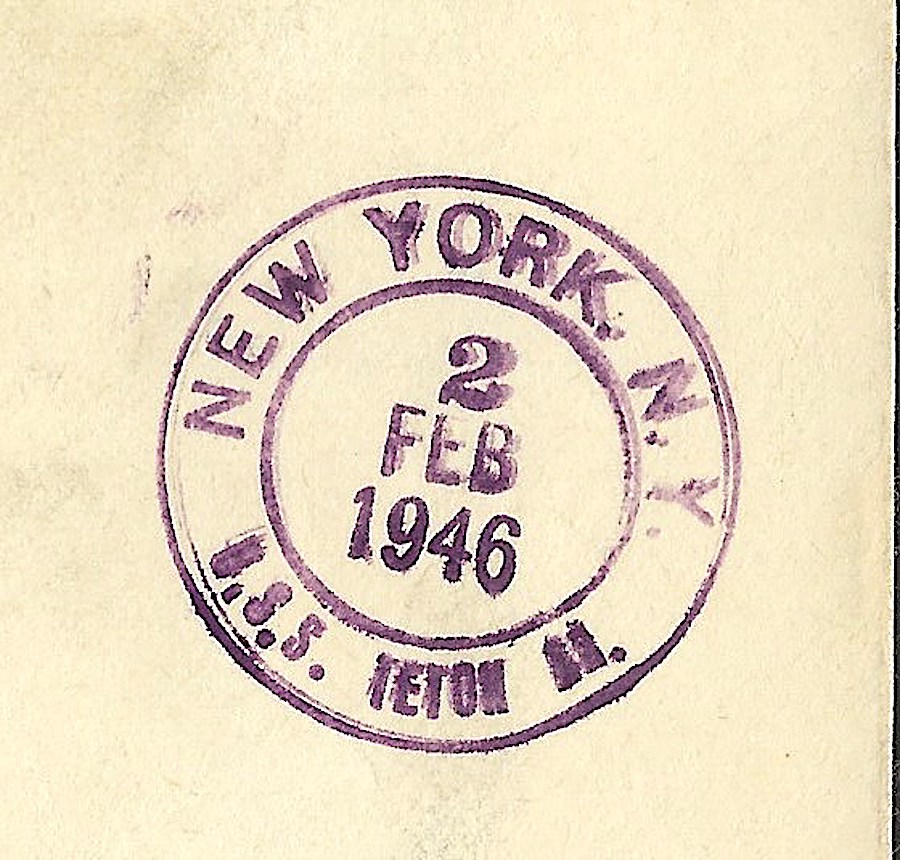 NEW YORK, N.Y.
2
FEB
1946
U.S.S. TETON